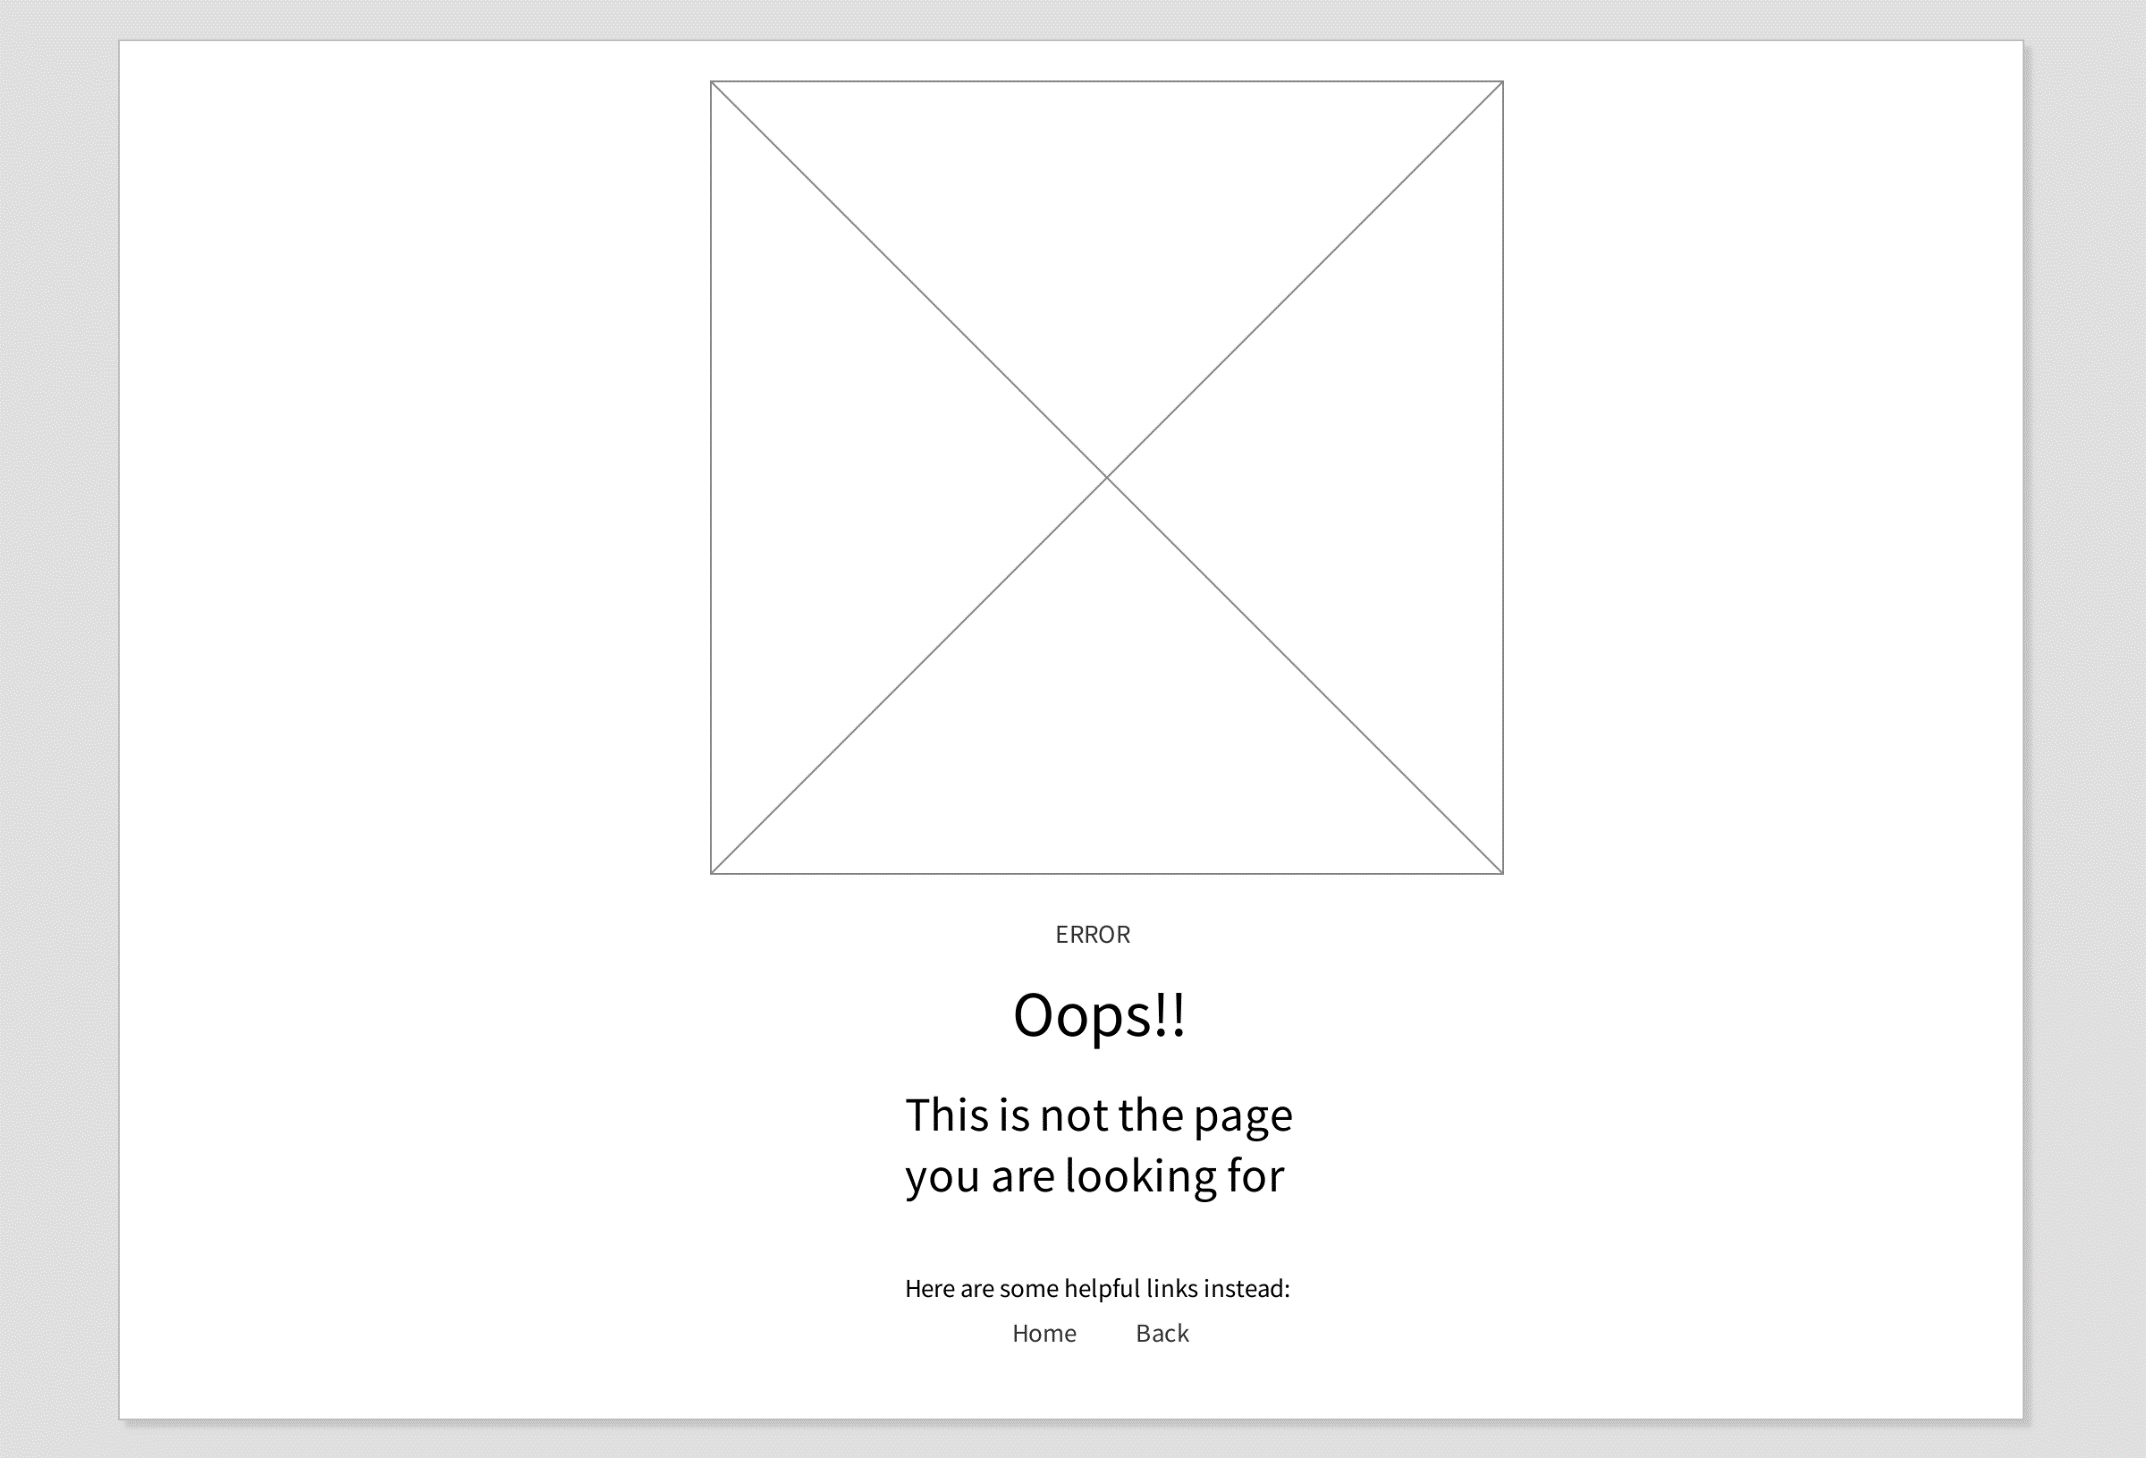 ERROR
Oops!!
This is not the page
you are looking for
Here are some helpful links instead:
Home Back